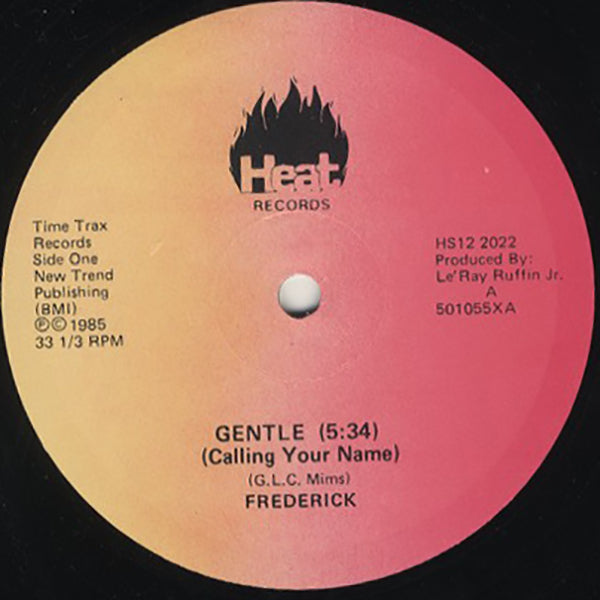 Heat
RECORDS
Time Trax
Records
Side One
New Trend
Publishing
(BMI)
℗© 1985
33 1/3 RPM
HS12 2022
Produced By:
Le'Ray Ruffin Jr.
A
501055XA
GENTLE (5:34)
(Calling Your Name)
(G.L.C. Mims)
FREDERICK